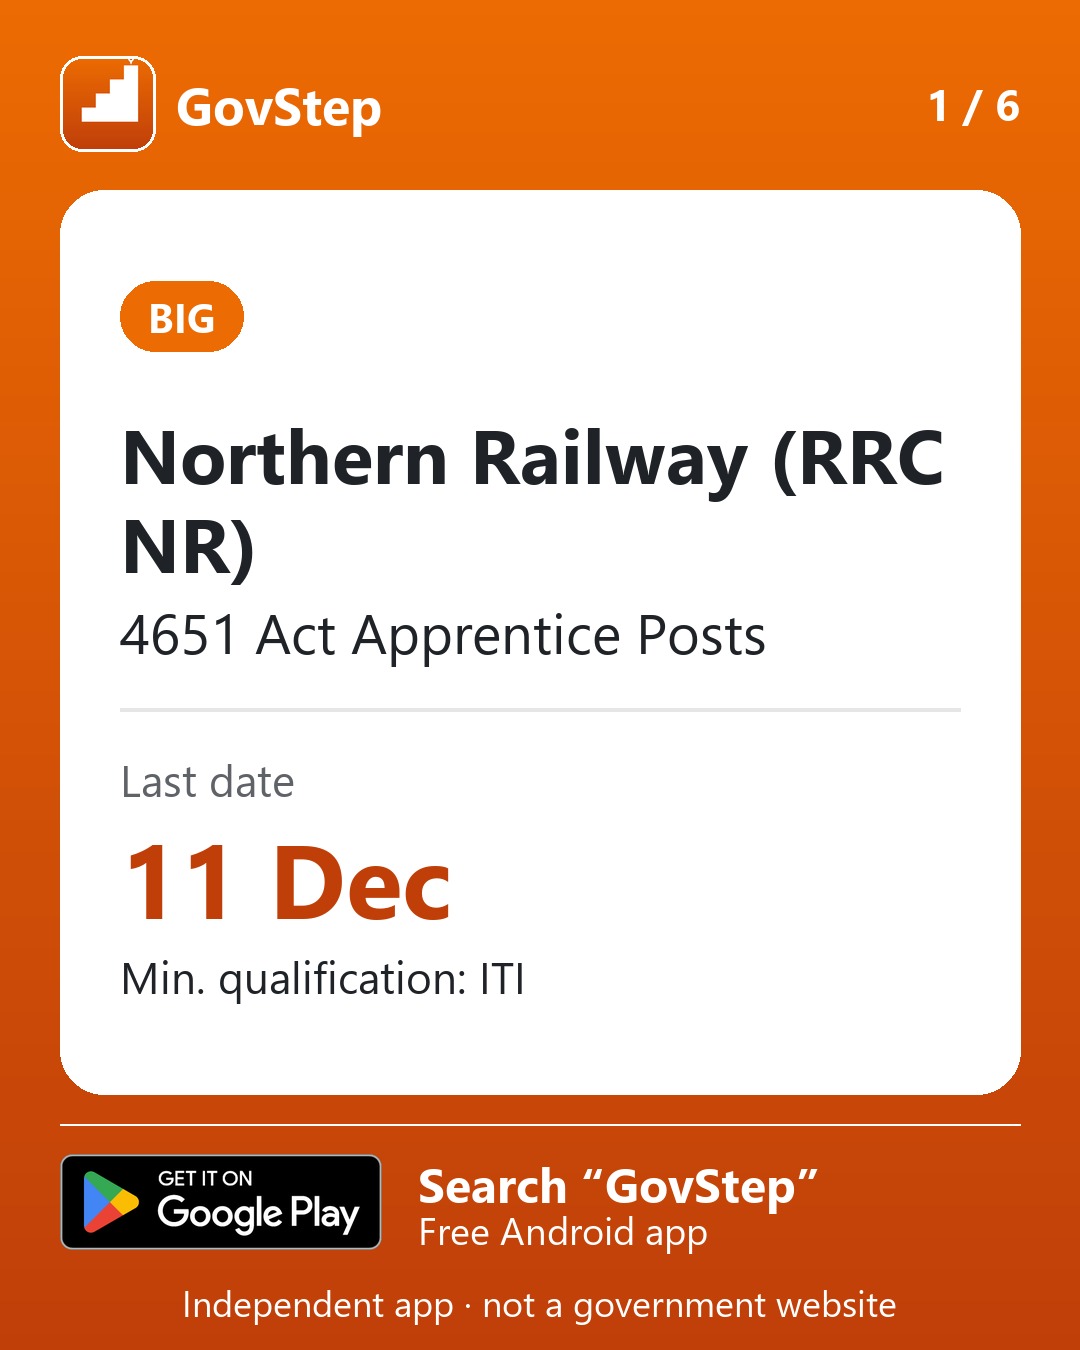 GovStep
1 / 6
BIG
Northern Railway (RRC
NR)
4651 Act Apprentice Posts
Last date
11 Dec
Min. qualification: ITI
GET IT ON
Google Play
Search “GovStep”
Free Android app
Independent app · not a government website